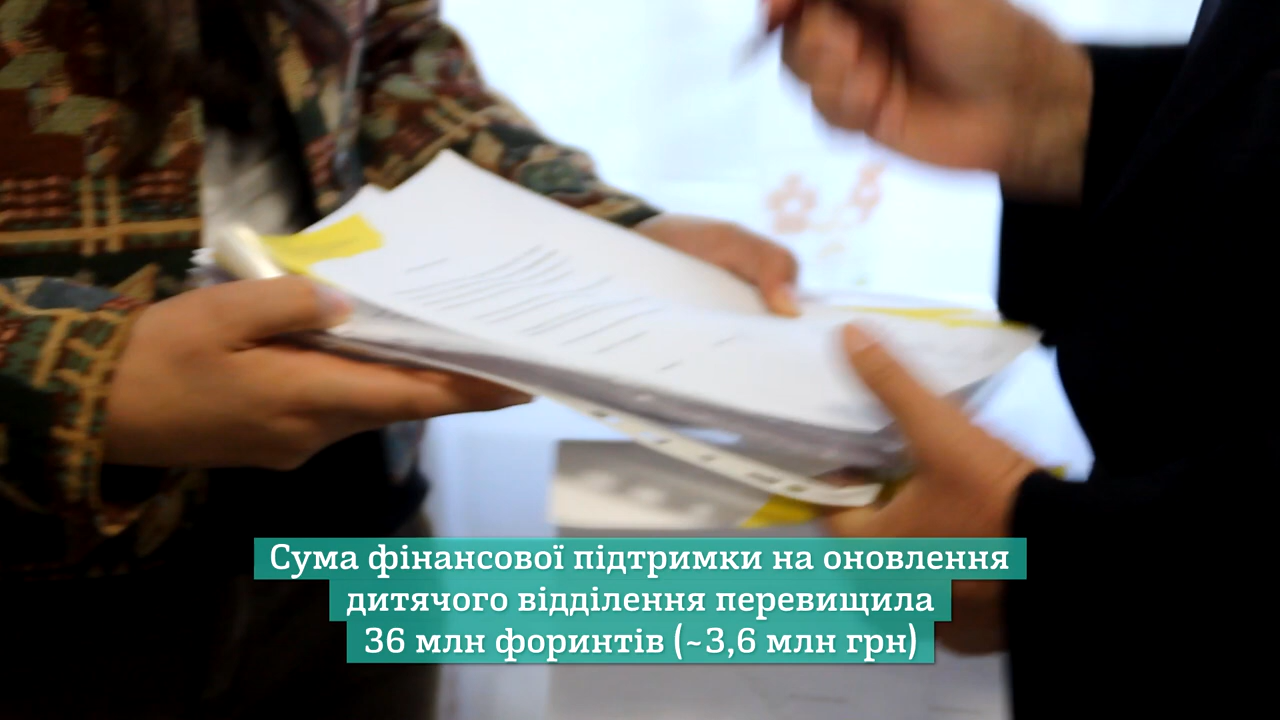 Сума фінансової підтримки на оновлення
дитячого відділення перевищила
36 млн форинтів (~3,6 млн грн)